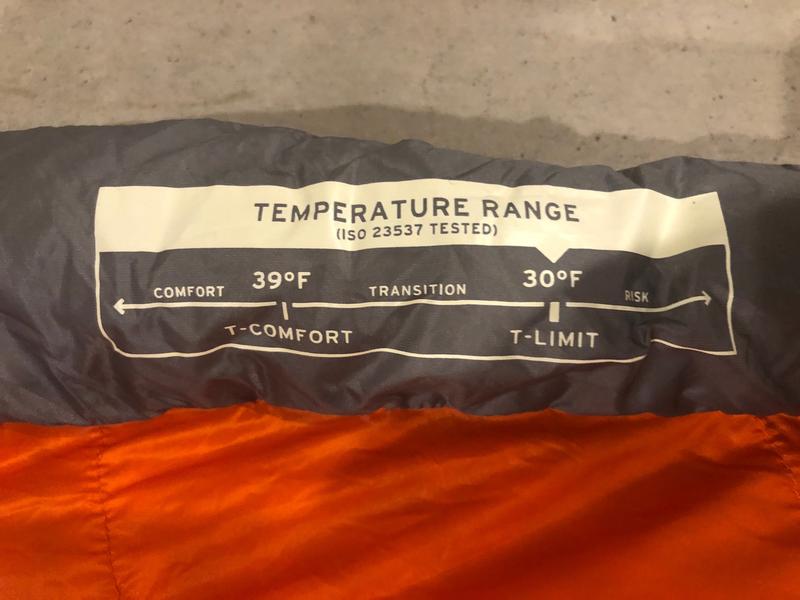 TEMPERATURE RANGE
(ISO 23537 TESTED)
COMFORT 39°F TRANSITION 30°F RISK
T-COMFORT T-LIMIT